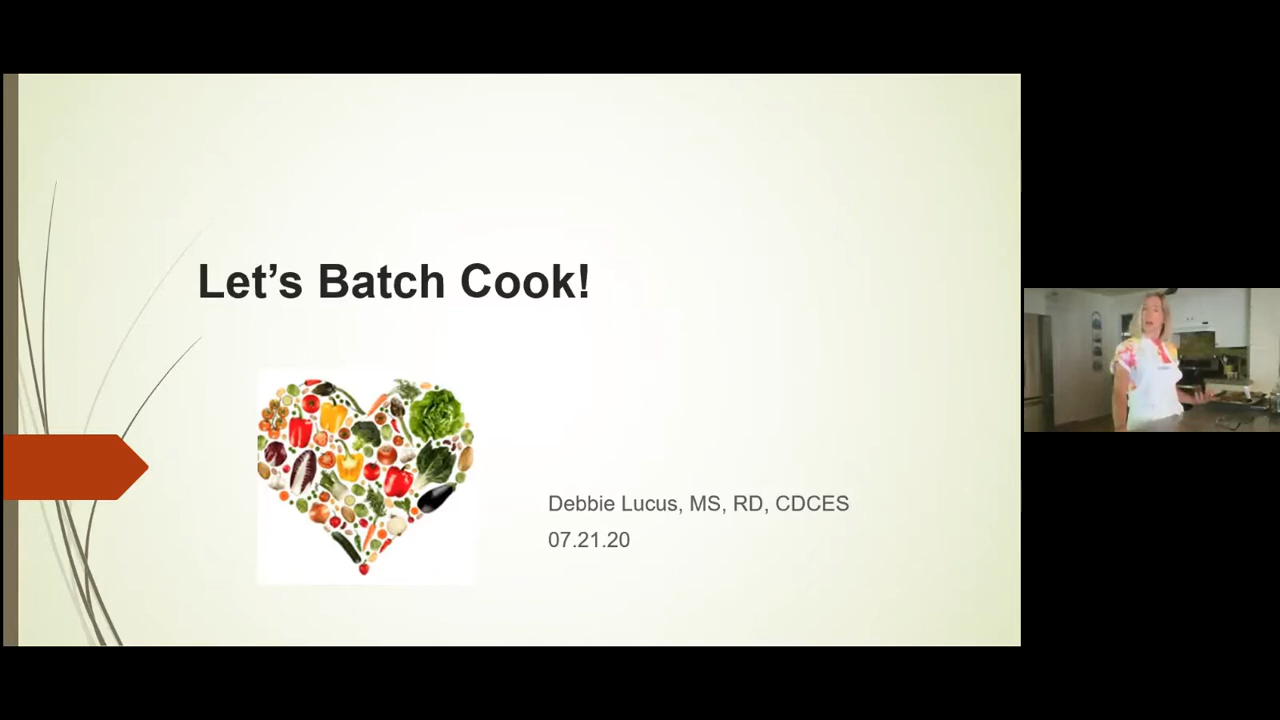 Let’s Batch Cook!
Debbie Lucus, MS, RD, CDCES
07.21.20